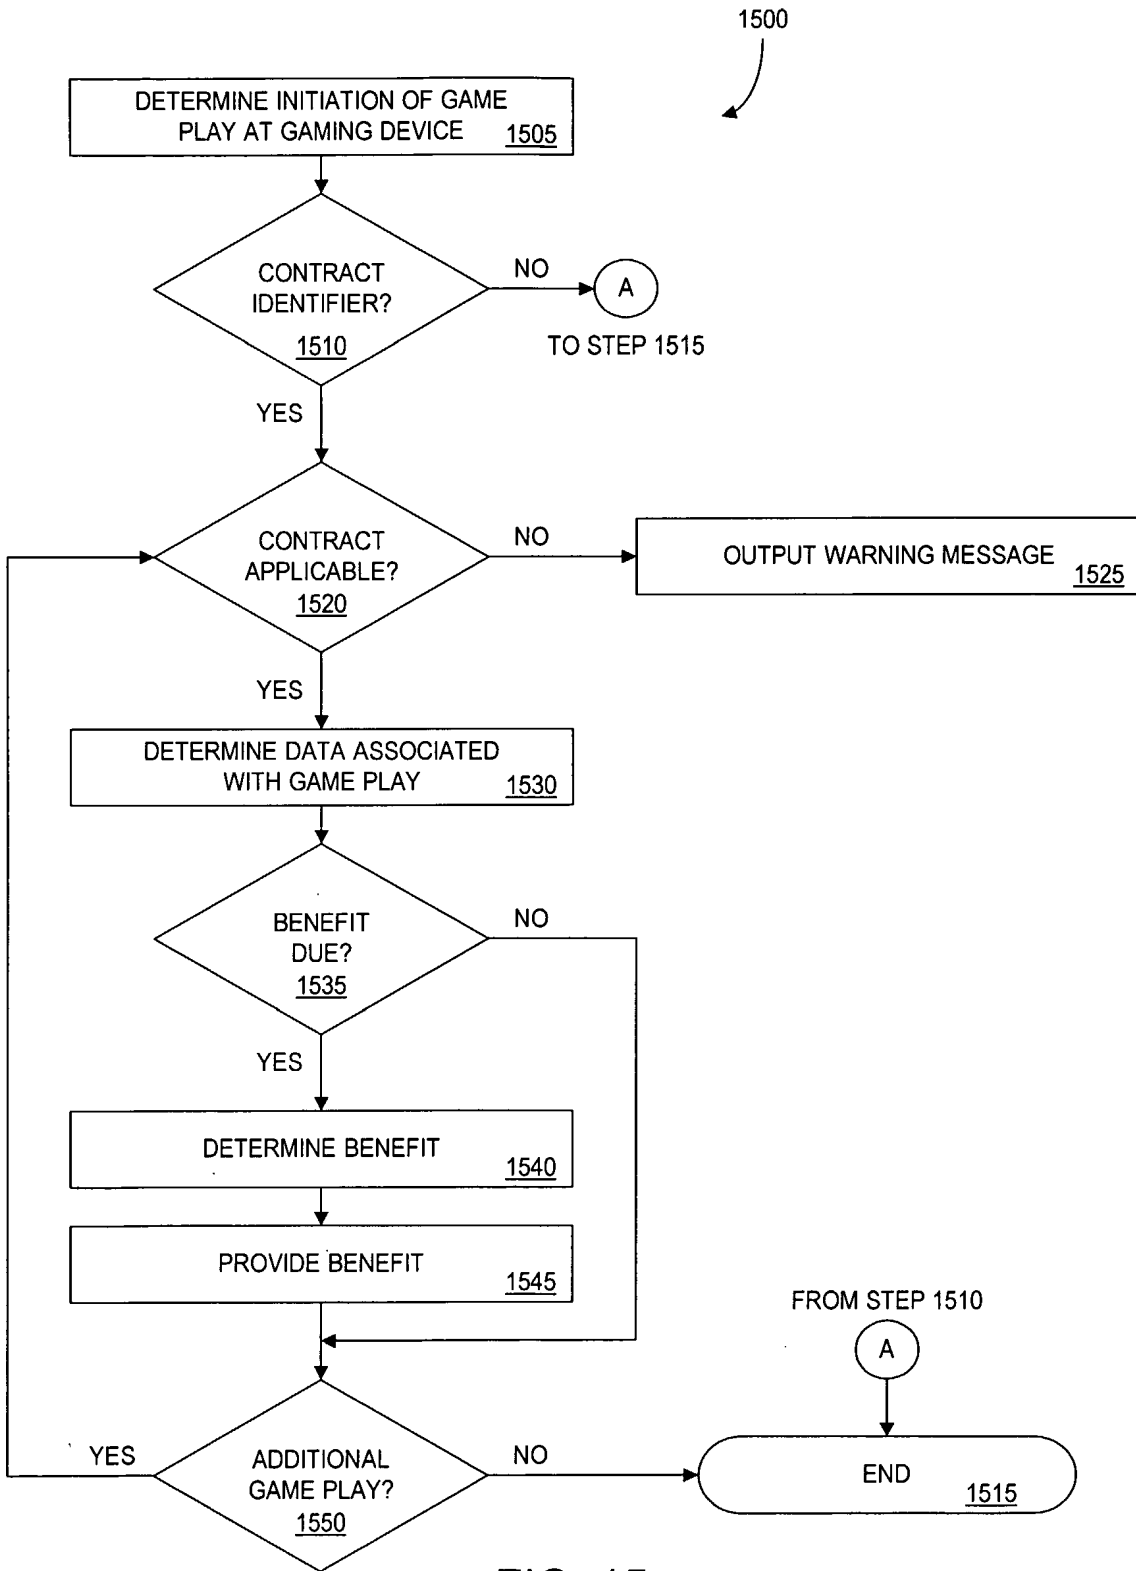 1500
DETERMINE INITIATION OF GAME
PLAY AT GAMING DEVICE
1505
CONTRACT
IDENTIFIER?
1510
NO
A
TO STEP 1515
YES
CONTRACT
APPLICABLE?
1520
NO
OUTPUT WARNING MESSAGE
1525
YES
DETERMINE DATA ASSOCIATED
WITH GAME PLAY
1530
BENEFIT
DUE?
1535
NO
YES
DETERMINE BENEFIT
1540
PROVIDE BENEFIT
1545
FROM STEP 1510
A
YES
ADDITIONAL
GAME PLAY?
1550
NO
END
1515